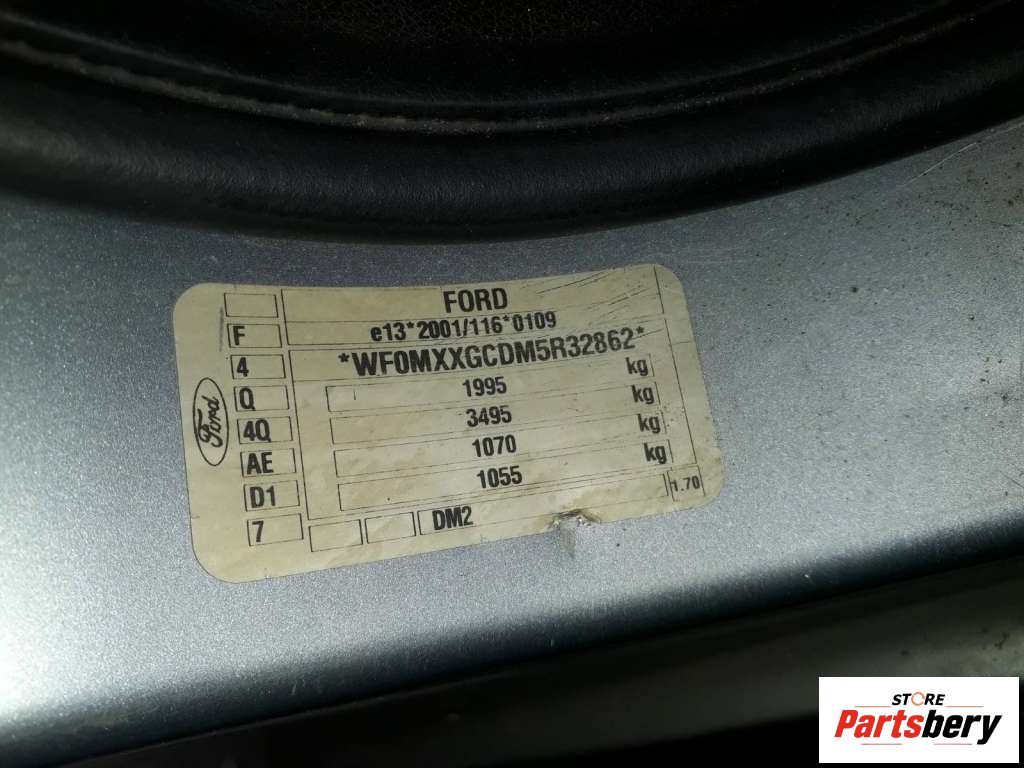 FORD
F e13*2001/116*0109
4 *WF0MXXGCDM5R32862*
Q 1995 kg
4Q 3495 kg
AE 1070 kg
D1 1055 kg
7 DM2 1.70
Ford
STORE
Partsbery